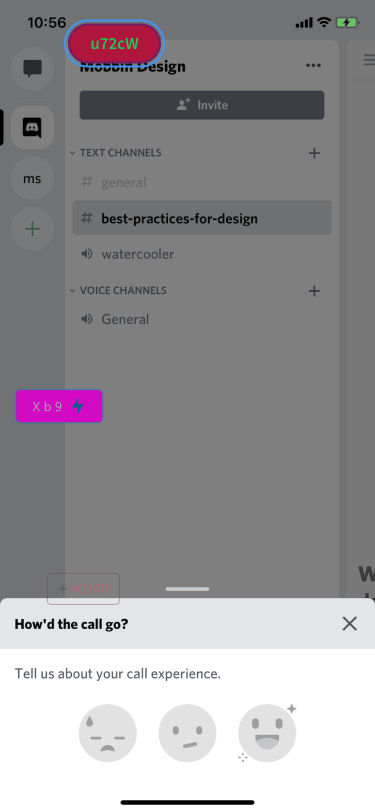 10:56
u72cW
Mobbin Design
Invite
TEXT CHANNELS
general
best-practices-for-design
watercooler
ms
VOICE CHANNELS
General
X b 9
How'd the call go?
Tell us about your call experience.